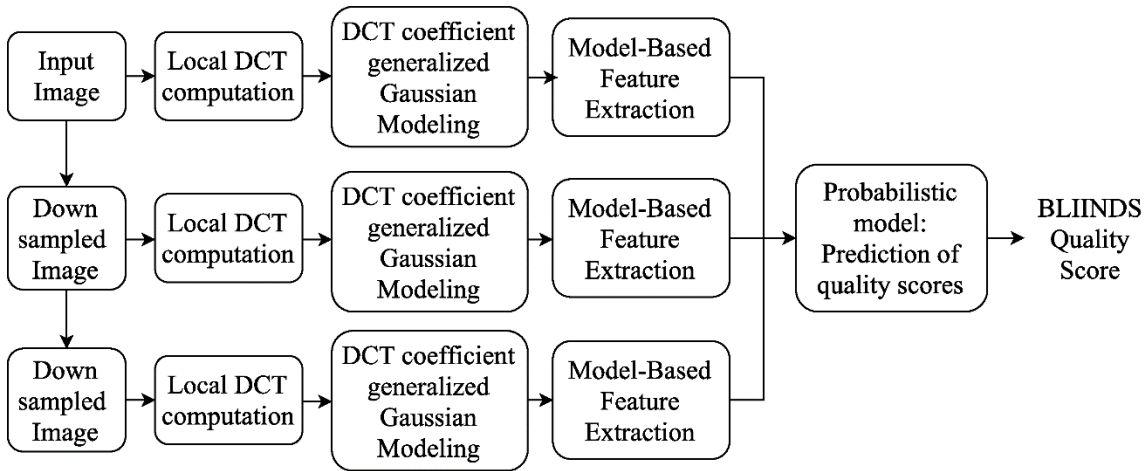 Input
Image
Local DCT
computation
DCT coefficient
generalized
Gaussian
Modeling
Model-Based
Feature
Extraction
Down
sampled
Image
Local DCT
computation
DCT coefficient
generalized
Gaussian
Modeling
Model-Based
Feature
Extraction
Probabilistic
model:
Prediction of
quality scores
BLIINDS
Quality
Score
Down
sampled
Image
Local DCT
computation
DCT coefficient
generalized
Gaussian
Modeling
Model-Based
Feature
Extraction